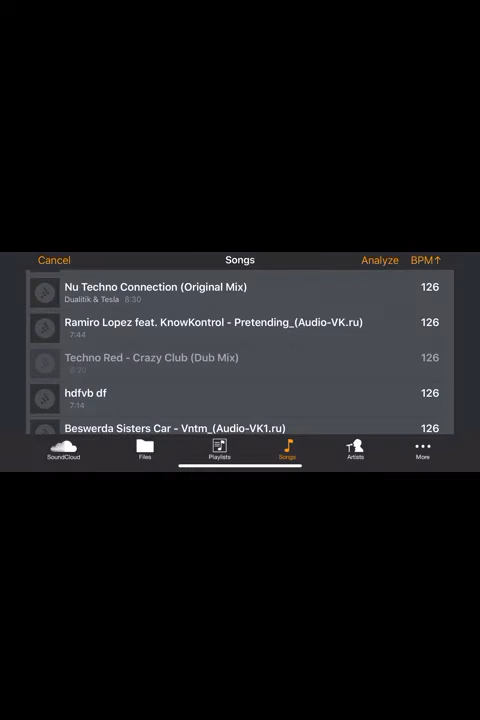 Cancel Songs Analyze BPM↑
Nu Techno Connection (Original Mix) 126
Dualitik & Tesla 8:30
Ramiro Lopez feat. KnowKontrol - Pretending_(Audio-VK.ru) 126
7:44
Techno Red - Crazy Club (Dub Mix) 126
hdfvb df 126
7:14
Beswerda Sisters Car - Vntm_(Audio-VK1.ru) 126
SoundCloud Files Playlists Songs Artists More